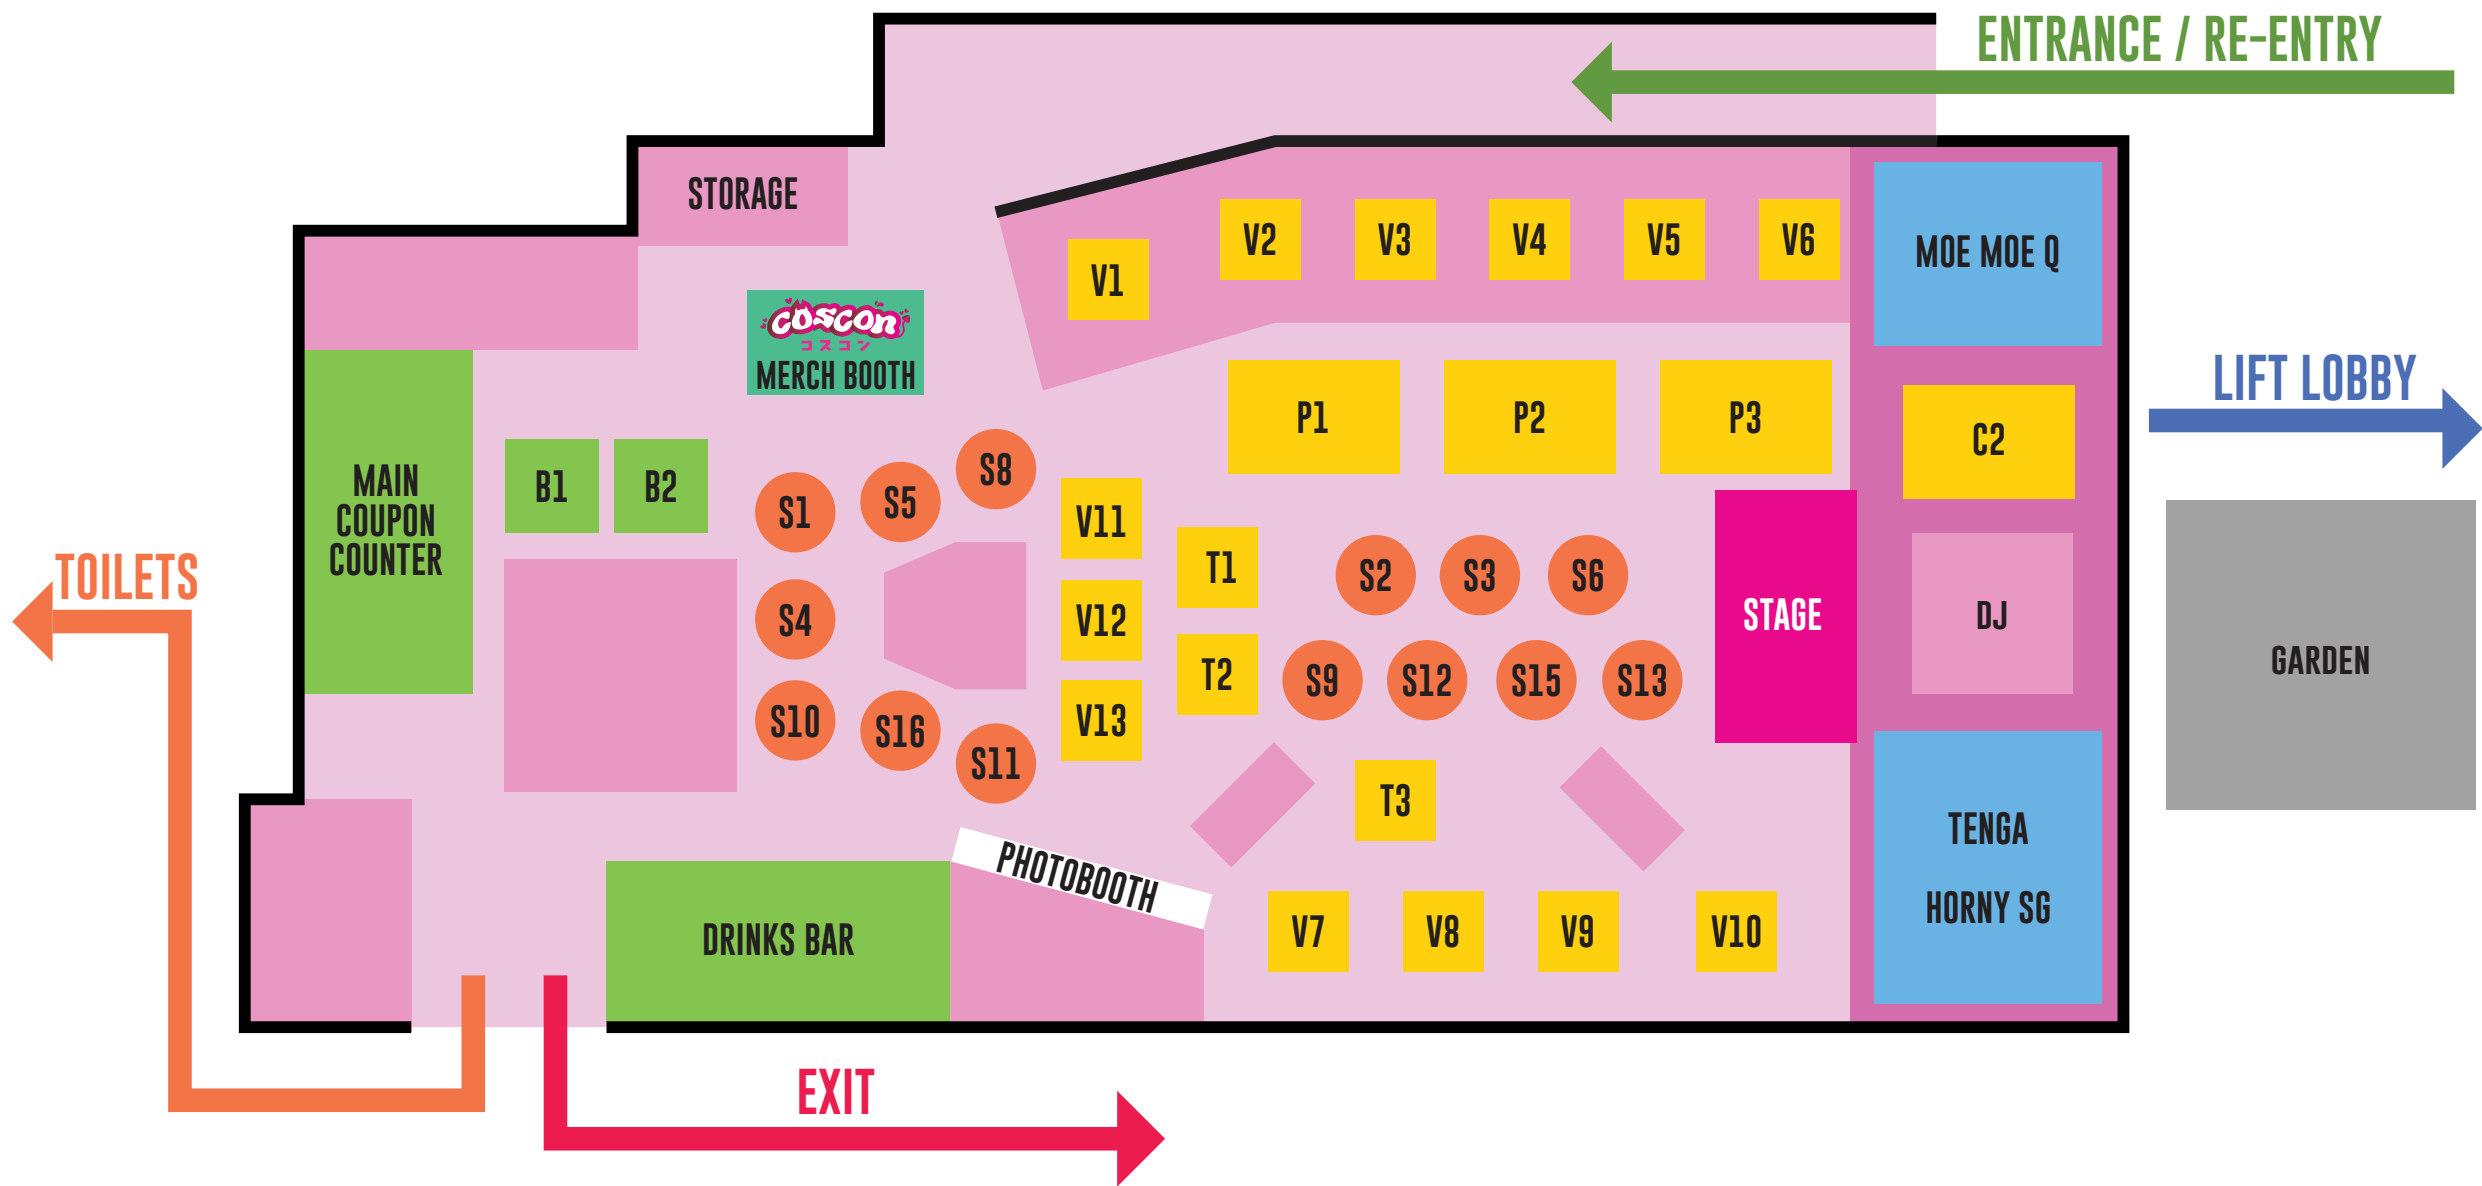 ENTRANCE / RE-ENTRY
STORAGE
MOE MOE Q
V1
V2
V3
V4
V5
V6
coscon
コスコン
MERCH BOOTH
LIFT LOBBY
P1
P2
P3
C2
MAIN
COUPON
COUNTER
B1
B2
S1
S5
S8
V11
T1
S2
S3
S6
STAGE
DJ
TOILETS
S4
V12
T2
S9
S12
S15
S13
GARDEN
S10
S16
S11
V13
T3
TENGA
HORNY SG
PHOTOBOOTH
DRINKS BAR
V7
V8
V9
V10
EXIT